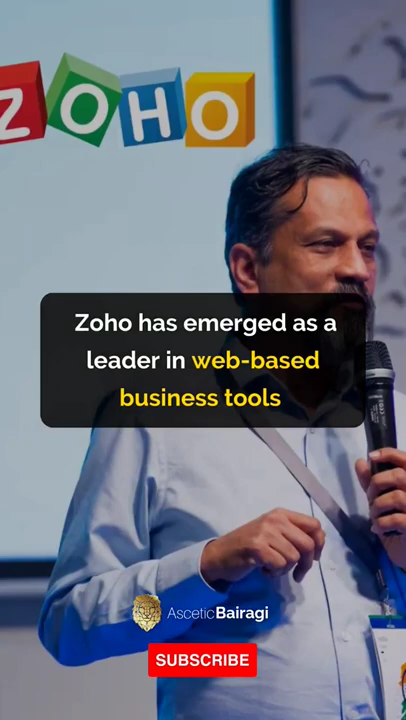 ZOHO
Zoho has emerged as a
leader in web-based
business tools
AsceticBairagi
SUBSCRIBE